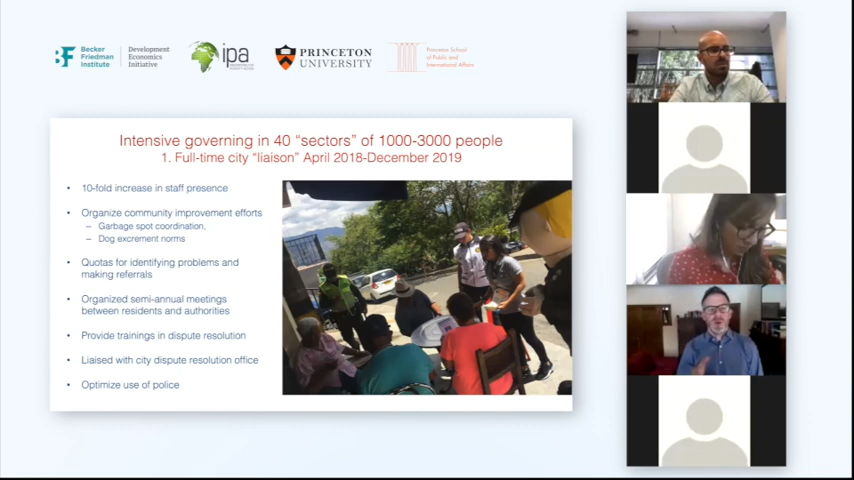 Becker
Friedman
Institute
Development
Economics
Initiative
ipa
PRINCETON
UNIVERSITY
Princeton School
of Public and
International Affairs
Intensive governing in 40 “sectors” of 1000-3000 people
1. Full-time city “liaison” April 2018-December 2019
• 10-fold increase in staff presence
• Organize community improvement efforts
– Garbage spot coordination,
– Dog excrement norms
• Quotas for identifying problems and
making referrals
• Organized semi-annual meetings
between residents and authorities
• Provide trainings in dispute resolution
• Liaised with city dispute resolution office
• Optimize use of police